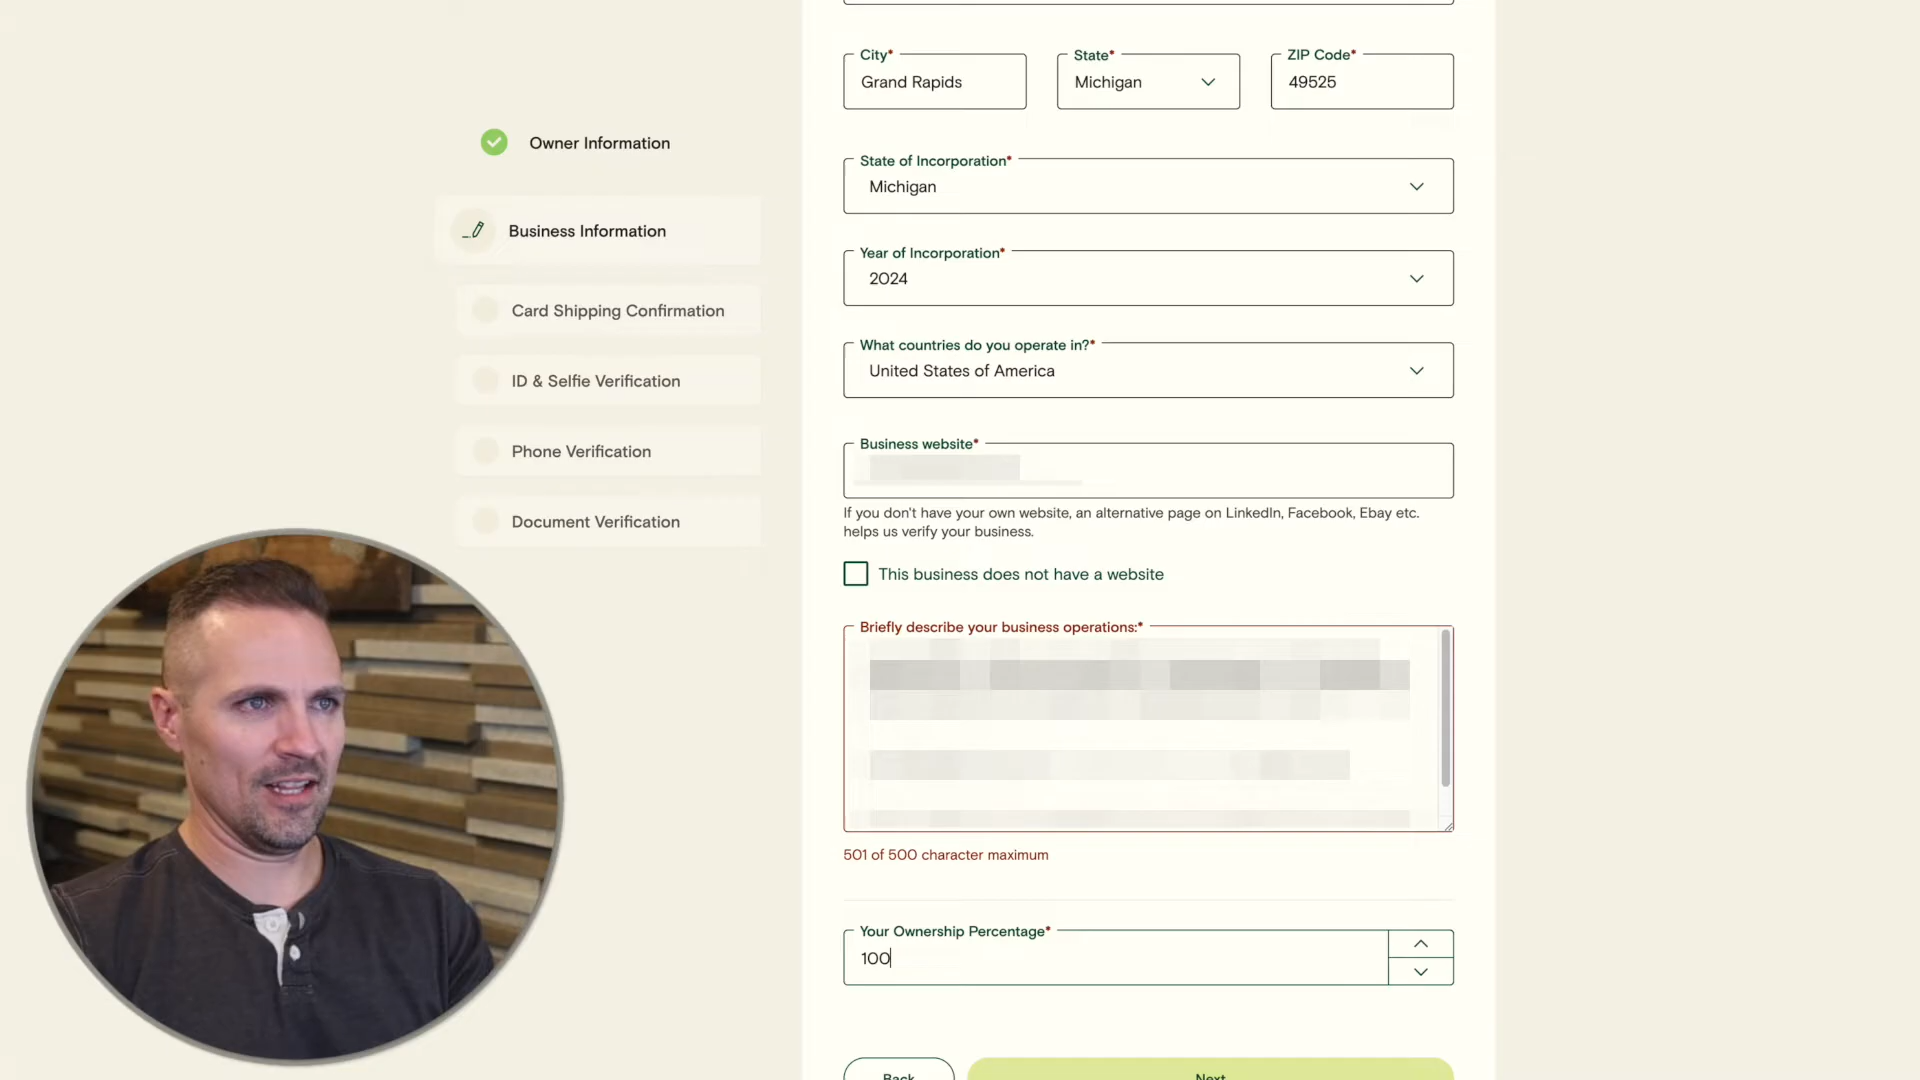 City*
Grand Rapids
State*
Michigan
ZIP Code*
49525
Owner Information
State of Incorporation*
Michigan
Business Information
Year of Incorporation*
2024
Card Shipping Confirmation
What countries do you operate in?*
United States of America
ID & Selfie Verification
Business website*
Phone Verification
If you don't have your own website, an alternative page on LinkedIn, Facebook, Ebay etc.
helps us verify your business.
Document Verification
This business does not have a website
Briefly describe your business operations:*
501 of 500 character maximum
Your Ownership Percentage*
100
Back
Next